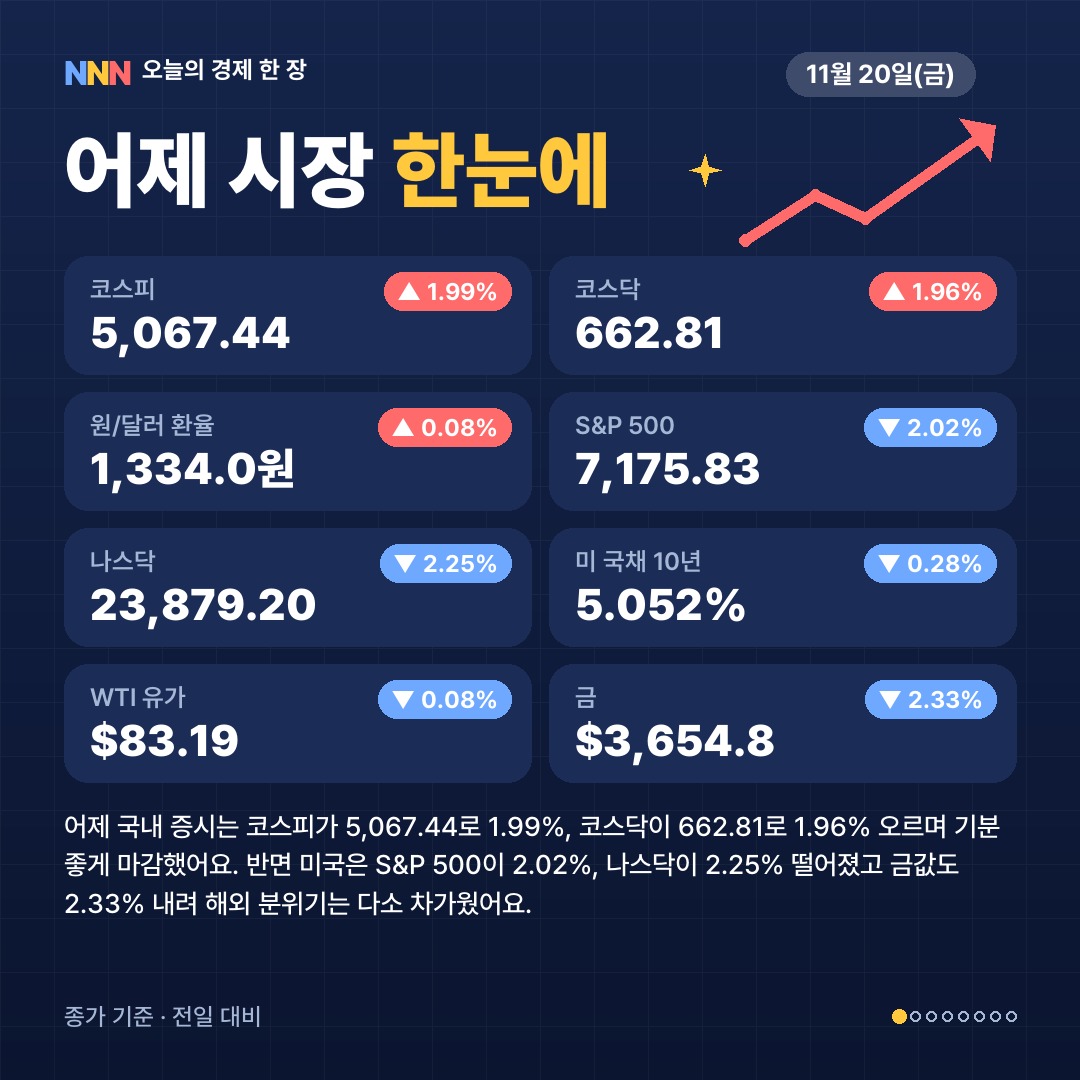 NNN 오늘의 경제 한 장
11월 20일(금)
어제 시장 한눈에
코스피 ▲ 1.99%
5,067.44
코스닥 ▲ 1.96%
662.81
원/달러 환율 ▲ 0.08%
1,334.0원
S&P 500 ▼ 2.02%
7,175.83
나스닥 ▼ 2.25%
23,879.20
미 국채 10년 ▼ 0.28%
5.052%
WTI 유가 ▼ 0.08%
$83.19
금 ▼ 2.33%
$3,654.8
어제 국내 증시는 코스피가 5,067.44로 1.99%, 코스닥이 662.81로 1.96% 오르며 기분
좋게 마감했어요. 반면 미국은 S&P 500이 2.02%, 나스닥이 2.25% 떨어졌고 금값도
2.33% 내려 해외 분위기는 다소 차가웠어요.
종가 기준 · 전일 대비